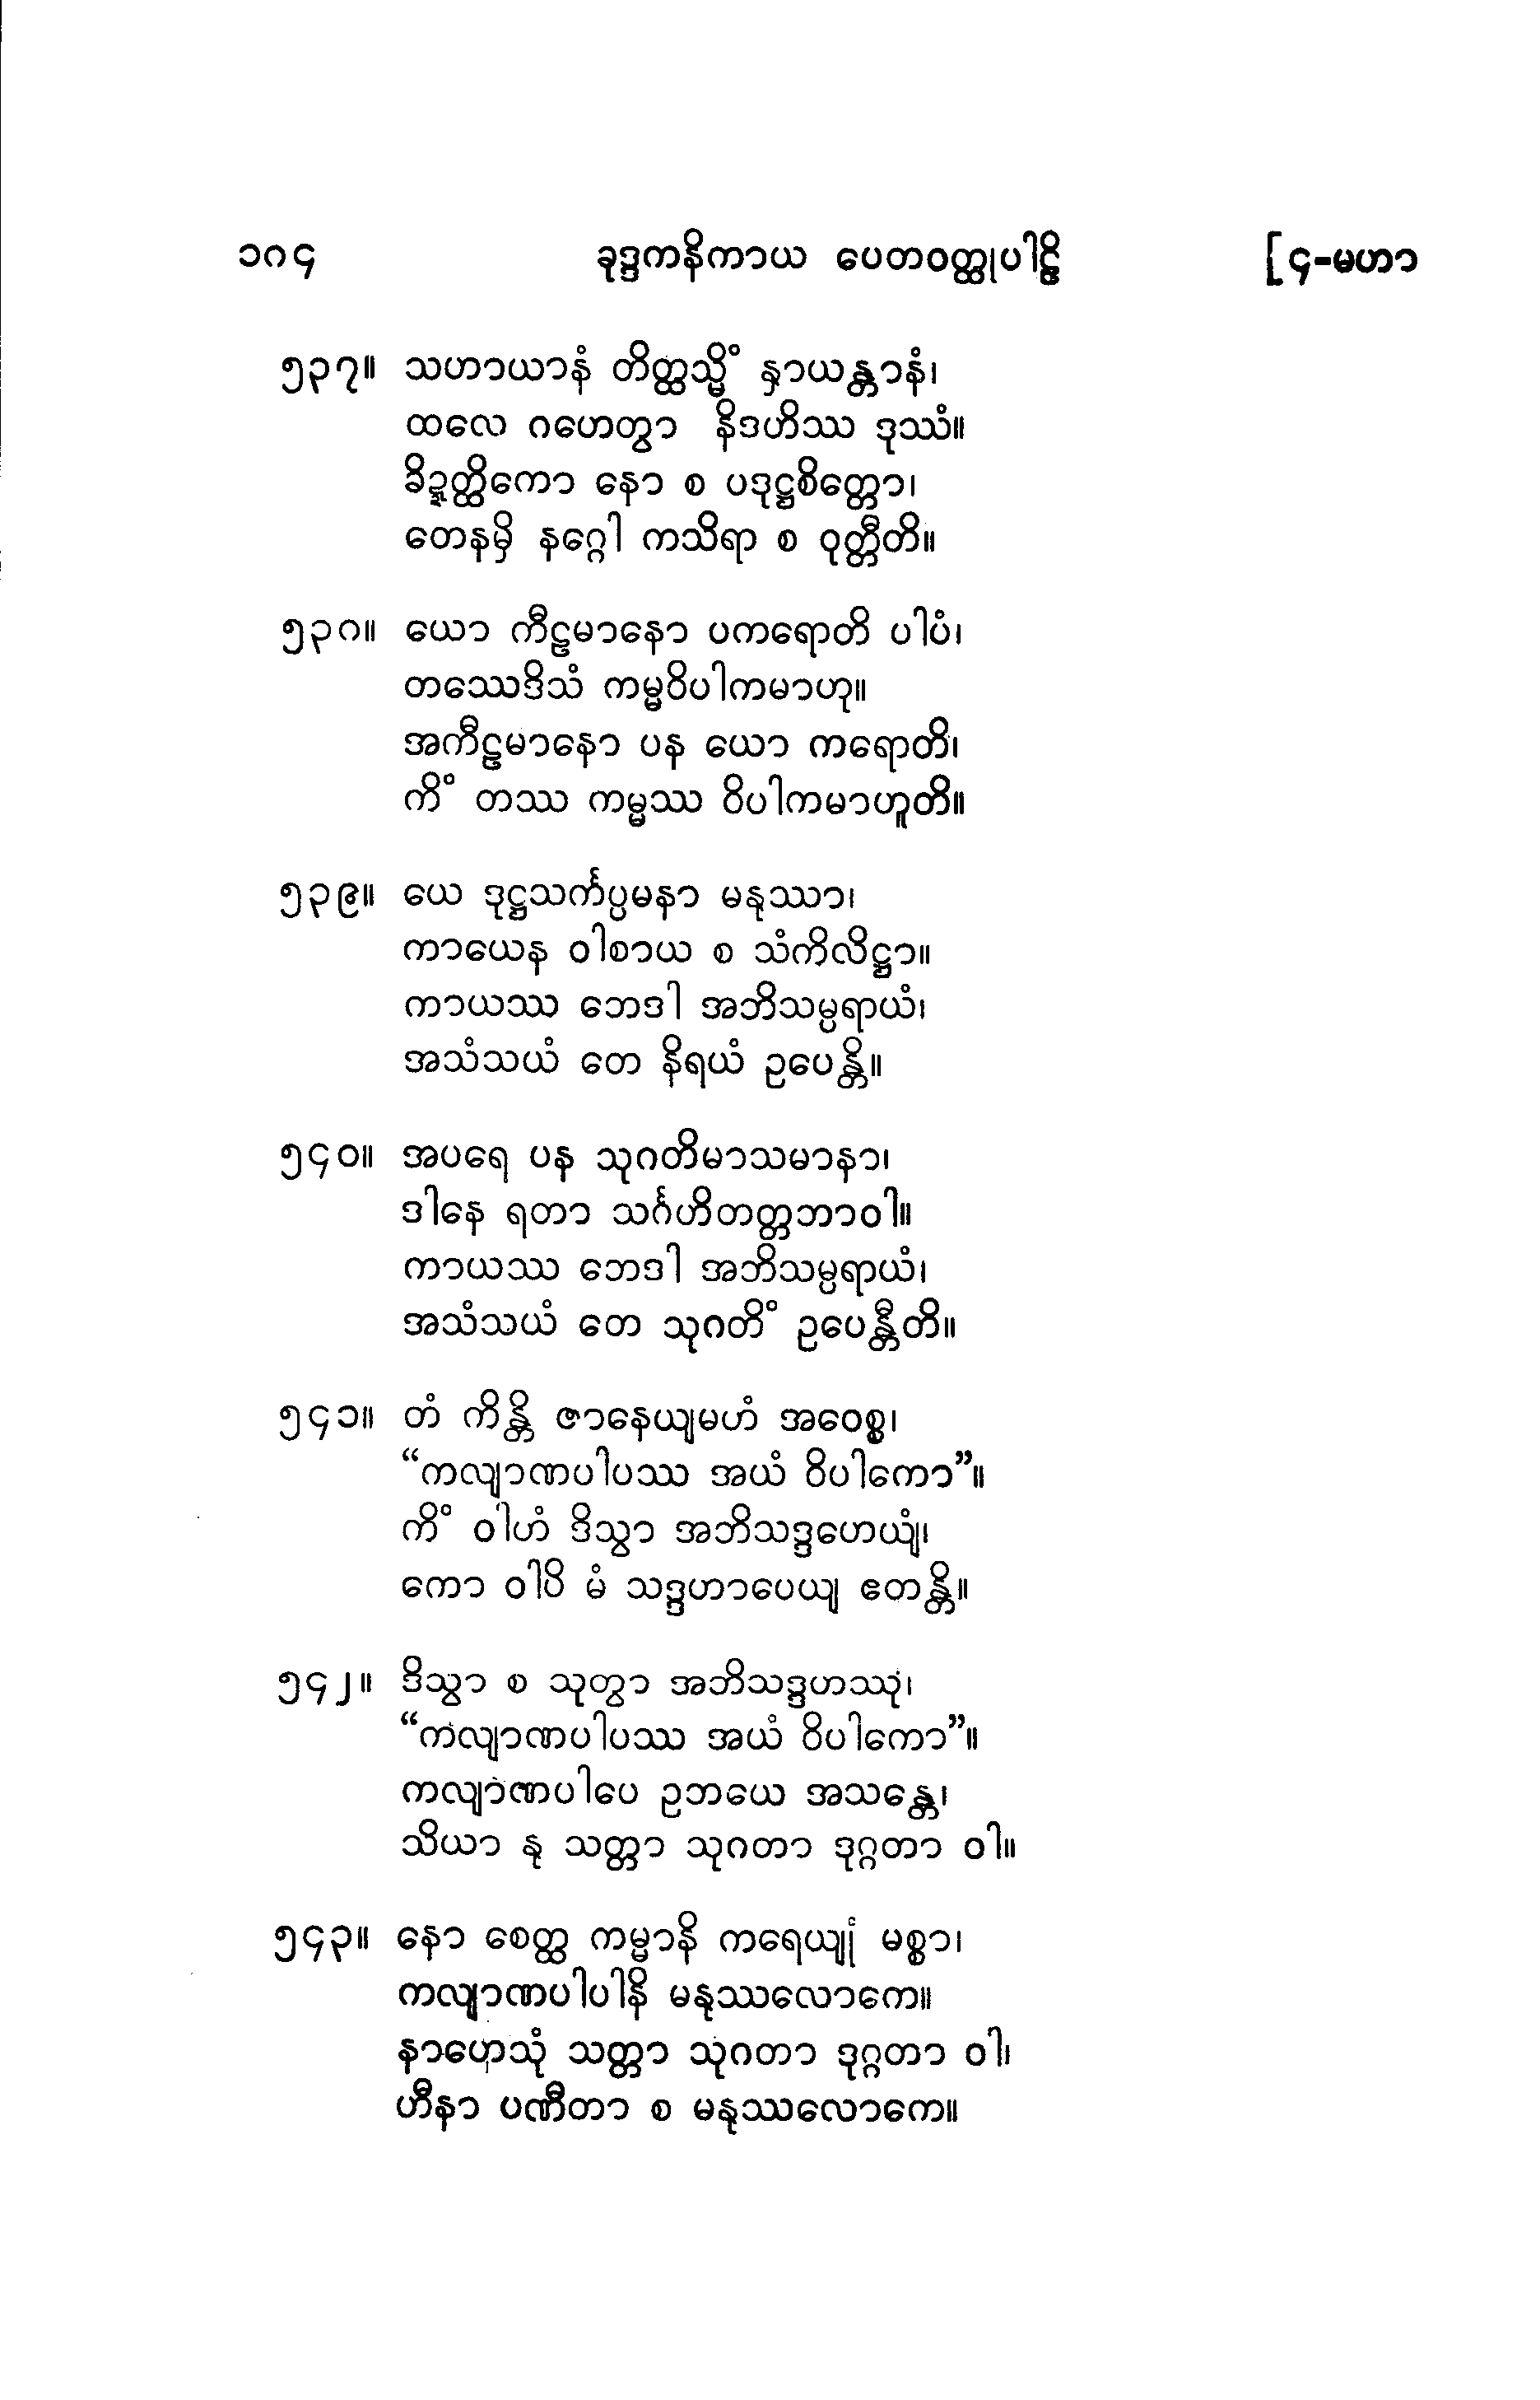 ၁၈၄ ခုဒ္ဒကနိကာယ ပေတဝတ္ထုပါဠိ [၄-မဟာ
၅၃၇။ သဟာယာနံ တိတ္ထသ္မိံ နှာယန္တာနံ၊
ထလေ ဂဟေတွာ နိဒဟိဿ ဒုဿံ။
ခိဍ္ဍတ္ထိကော နော စ ပဒုဋ္ဌစိတ္တော၊
တေနမှိ နဂ္ဂေါ ကသိရာ စ ဝုတ္တီတိ။
၅၃၈။ ယော ကီဠမာနော ပကရောတိ ပါပံ၊
တဿေဒိသံ ကမ္မဝိပါကမာဟု။
အကီဠမာနော ပန ယော ကရောတိ၊
ကိံ တဿ ကမ္မဿ ဝိပါကမာဟူတိ။
၅၃၉။ ယေ ဒုဋ္ဌသင်္ကပ္ပမနာ မနုဿာ၊
ကာယေန ဝါစာယ စ သံကိလိဋ္ဌာ။
ကာယဿ ဘေဒါ အဘိသမ္ပရာယံ၊
အသံသယံ တေ နိရယံ ဥပေန္တိ။
၅၄၀။ အပရေ ပန သုဂတိမာသမာနာ၊
ဒါနေ ရတာ သင်္ဂဟိတတ္တဘာဝါ။
ကာယဿ ဘေဒါ အဘိသမ္ပရာယံ၊
အသံသယံ တေ သုဂတိံ ဥပေန္တီတိ။
၅၄၁။ တံ ကိန္တိ ဇာနေယျမဟံ အဝေစ္စ၊
“ကလျာဏပါပဿ အယံ ဝိပါကော”။
ကိံ ဝါဟံ ဒိသွာ အဘိသဒ္ဒဟေယျံ၊
ကော ဝါပိ မံ သဒ္ဒဟာပေယျ ဧတန္တိ။
၅၄၂။ ဒိသွာ စ သုတွာ အဘိသဒ္ဒဟဿု၊
“ကလျာဏပါပဿ အယံ ဝိပါကော”။
ကလျာဏပါပေ ဥဘယေ အသန္တေ၊
သိယာ နု သတ္တာ သုဂတာ ဒုဂ္ဂတာ ဝါ။
၅၄၃။ နော စေတ္ထ ကမ္မာနိ ကရေယျုံ မစ္စာ၊
ကလျာဏပါပါနိ မနုဿလောကေ။
နာဟေသုံ သတ္တာ သုဂတာ ဒုဂ္ဂတာ ဝါ၊
ဟီနာ ပဏီတာ စ မနုဿလောကေ။